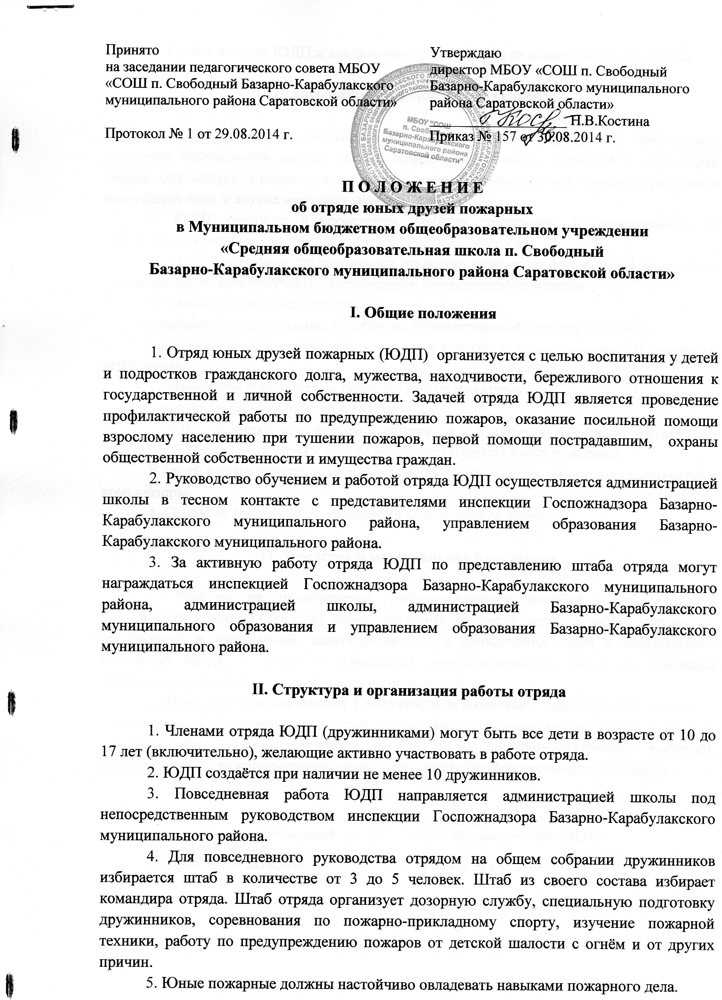 Принято
на заседании педагогического совета МБОУ
«СОШ п. Свободный Базарно-Карабулакского
муниципального района Саратовской области»
Протокол № 1 от 29.08.2014 г.
Утверждаю
директор МБОУ «СОШ п. Свободный
Базарно-Карабулакского муниципального
района Саратовской области»
Н.В.Костина
Приказ № 157 от 30.08.2014 г.
МБОУ "СОШ
п. Свободный
Базарно-Карабулакского
муниципального района
Саратовской области"
П О Л О Ж Е Н И Е
об отряде юных друзей пожарных
в Муниципальном бюджетном общеобразовательном учреждении
«Средняя общеобразовательная школа п. Свободный
Базарно-Карабулакского муниципального района Саратовской области»
I. Общие положения
1. Отряд юных друзей пожарных (ЮДП) организуется с целью воспитания у детей
и подростков гражданского долга, мужества, находчивости, бережливого отношения к
государственной и личной собственности. Задачей отряда ЮДП является проведение
профилактической работы по предупреждению пожаров, оказание посильной помощи
взрослому населению при тушении пожаров, первой помощи пострадавшим, охраны
общественной собственности и имущества граждан.
2. Руководство обучением и работой отряда ЮДП осуществляется администрацией
школы в тесном контакте с представителями инспекции Госпожнадзора Базарно-
Карабулакского муниципального района, управлением образования Базарно-
Карабулакского муниципального района.
3. За активную работу отряда ЮДП по представлению штаба отряда могут
награждаться инспекцией Госпожнадзора Базарно-Карабулакского муниципального
района, администрацией школы, администрацией Базарно-Карабулакского
муниципального образования и управлением образования Базарно-Карабулакского
муниципального района.
II. Структура и организация работы отряда
1. Членами отряда ЮДП (дружинниками) могут быть все дети в возрасте от 10 до
17 лет (включительно), желающие активно участвовать в работе отряда.
2. ЮДП создаётся при наличии не менее 10 дружинников.
3. Повседневная работа ЮДП направляется администрацией школы под
непосредственным руководством инспекции Госпожнадзора Базарно-Карабулакского
муниципального района.
4. Для повседневного руководства отрядом на общем собрании дружинников
избирается штаб в количестве от 3 до 5 человек. Штаб из своего состава избирает
командира отряда. Штаб отряда организует дозорную службу, специальную подготовку
дружинников, соревнования по пожарно-прикладному спорту, изучение пожарной
техники, работу по предупреждению пожаров от детской шалости с огнём и от других
причин.
5. Юные пожарные должны настойчиво овладевать навыками пожарного дела.